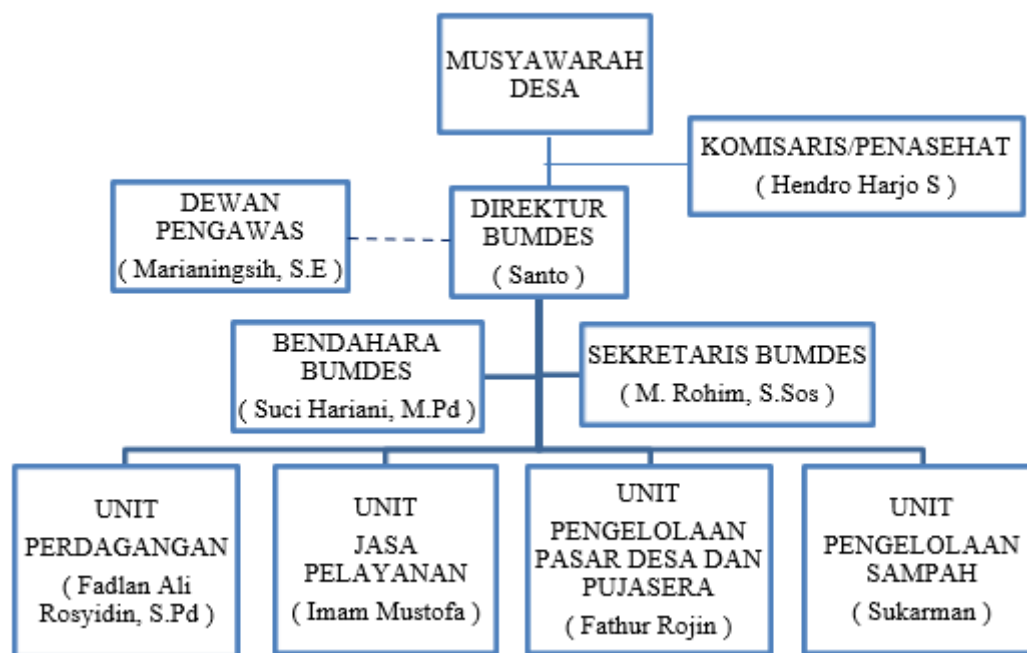 MUSYAWARAH
DESA
KOMISARIS/PENASEHAT
( Hendro Harjo S )
DEWAN
PENGAWAS
( Marianingsih, S.E )
DIREKTUR
BUMDES
( Santo )
BENDAHARA
BUMDES
( Suci Hariani, M.Pd )
SEKRETARIS BUMDES
( M. Rohim, S.Sos )
UNIT
PERDAGANGAN
( Fadlan Ali
Rosyidin, S.Pd )
UNIT
JASA
PELAYANAN
( Imam Mustofa )
UNIT
PENGELOLAAN
PASAR DESA DAN
PUJASERA
( Fathur Rojin )
UNIT
PENGELOLAAN
SAMPAH
( Sukarman )